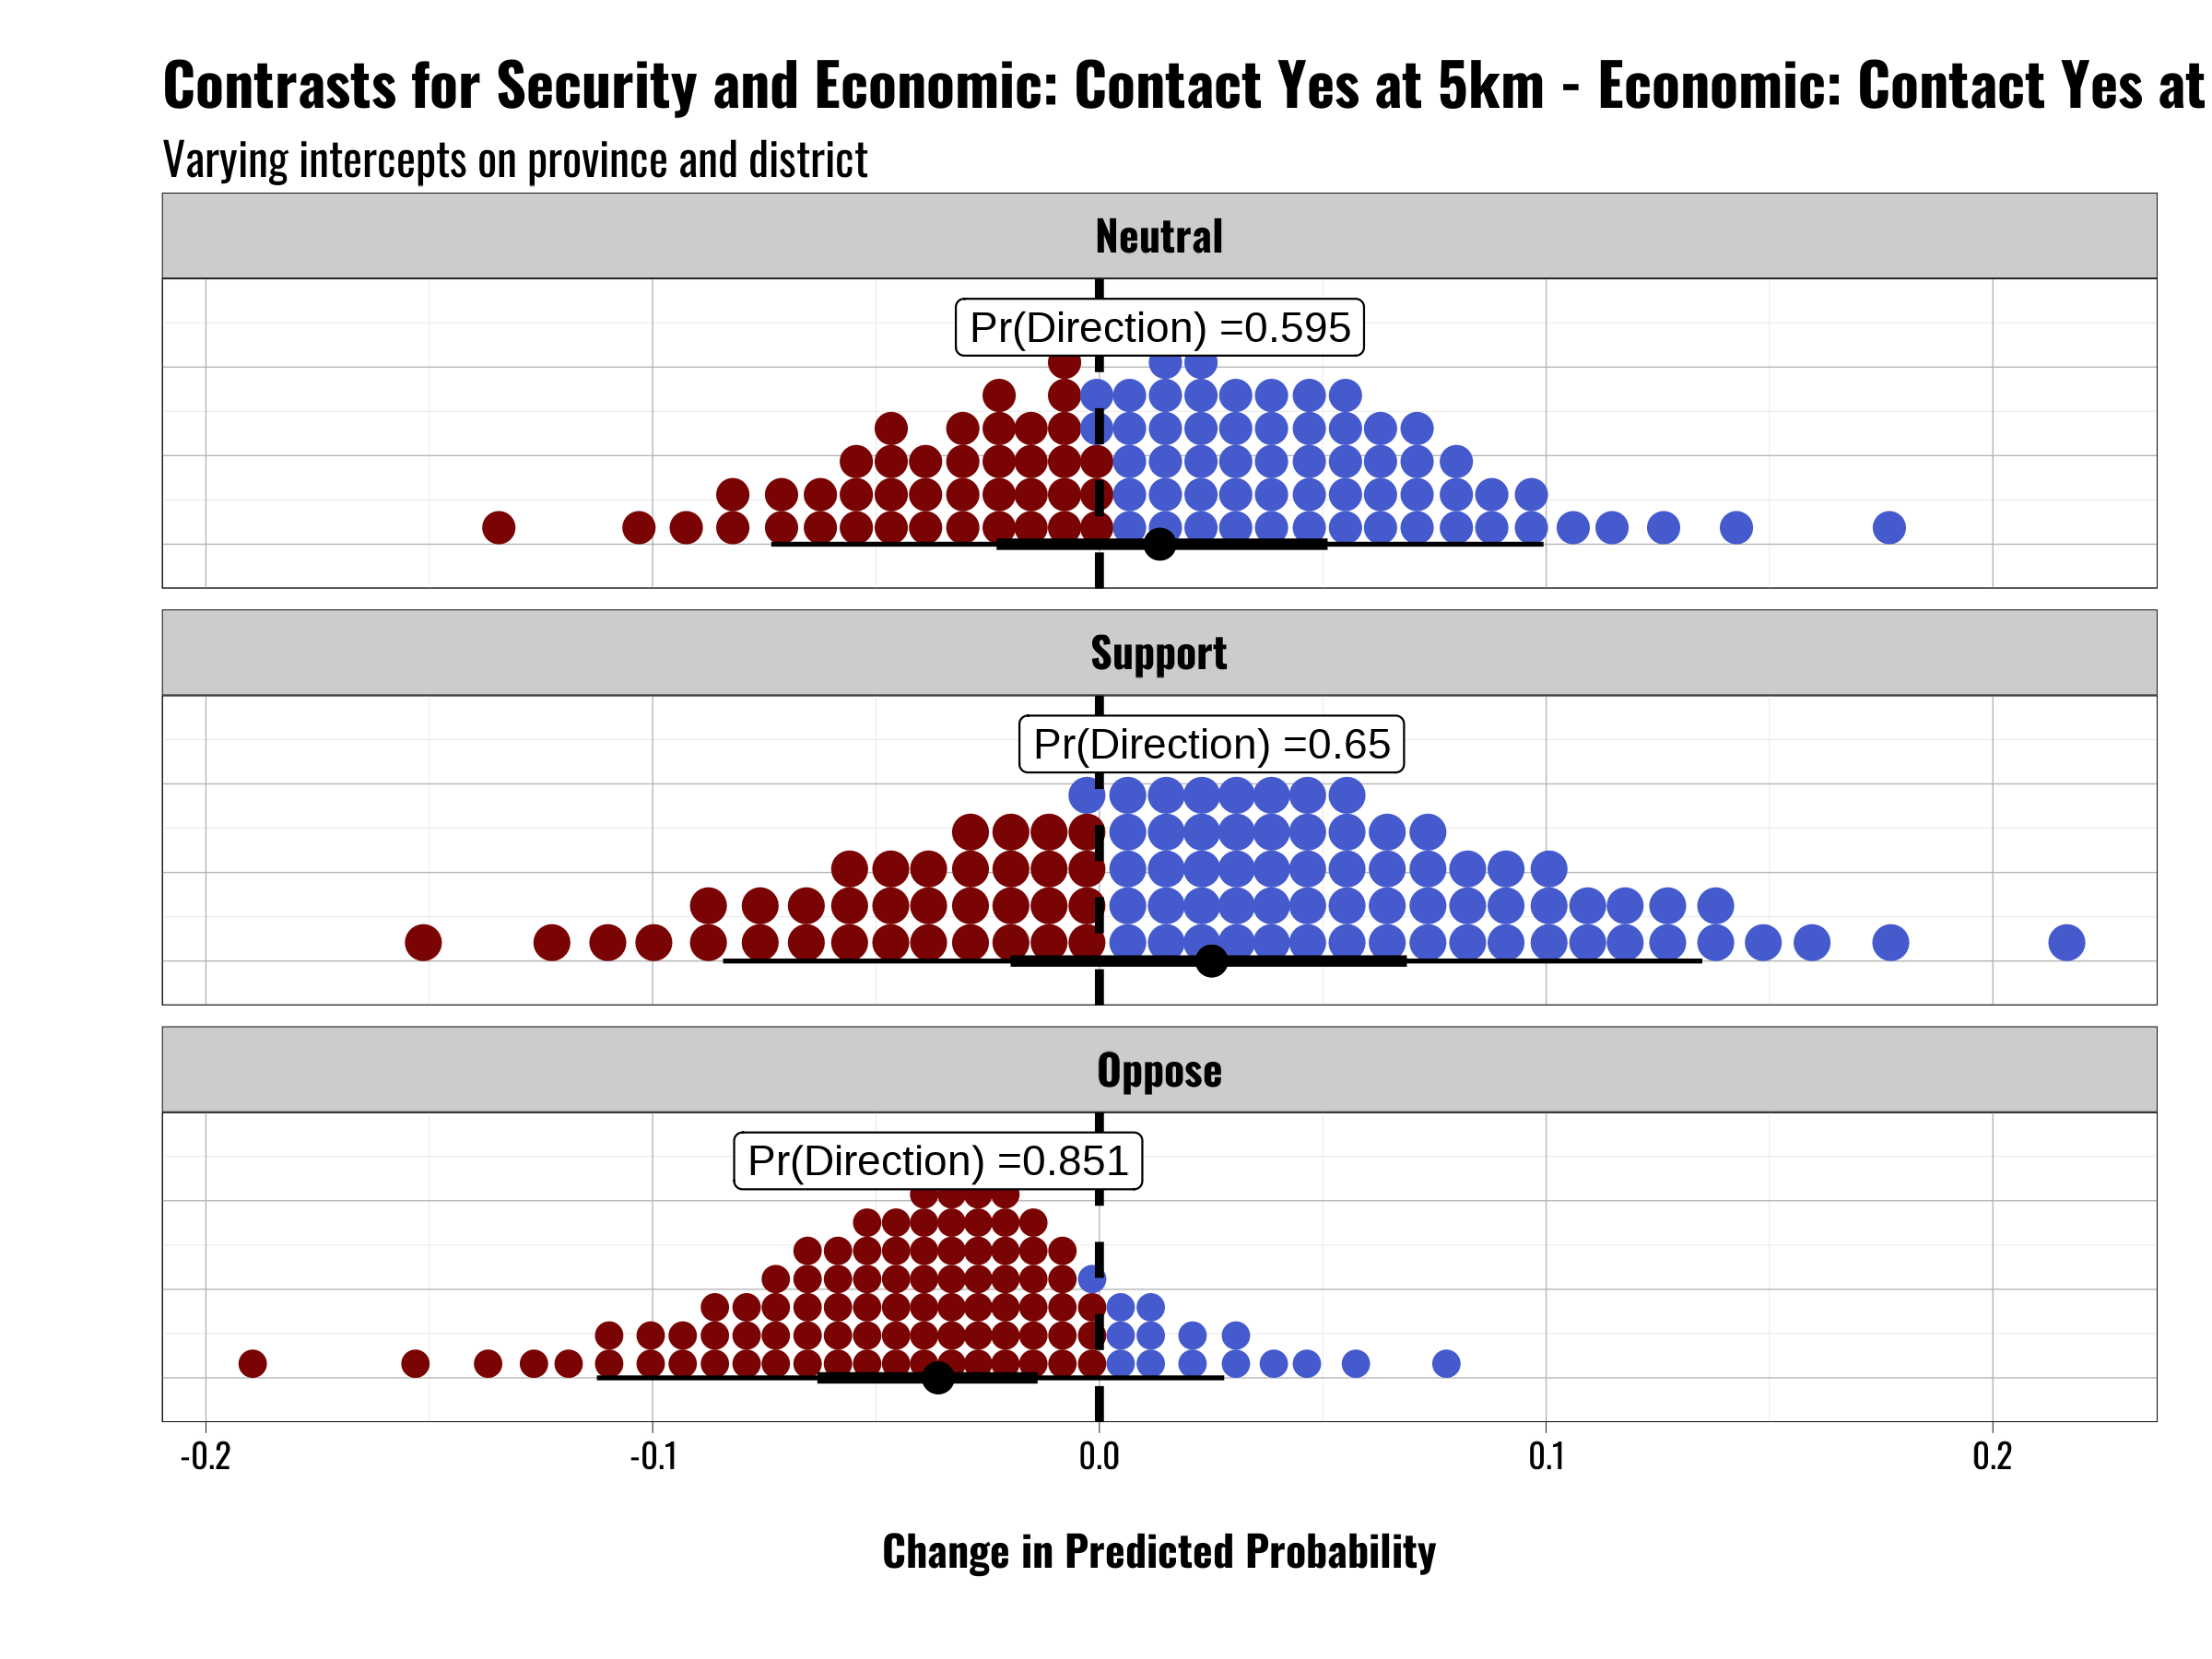 Contrasts for Security and Economic: Contact Yes at 5km - Economic: Contact Yes at
Varying intercepts on province and district
Neutral
Pr(Direction) =0.595
Support
Pr(Direction) =0.65
Oppose
Pr(Direction) =0.851
-0.2 -0.1 0.0 0.1 0.2
Change in Predicted Probability